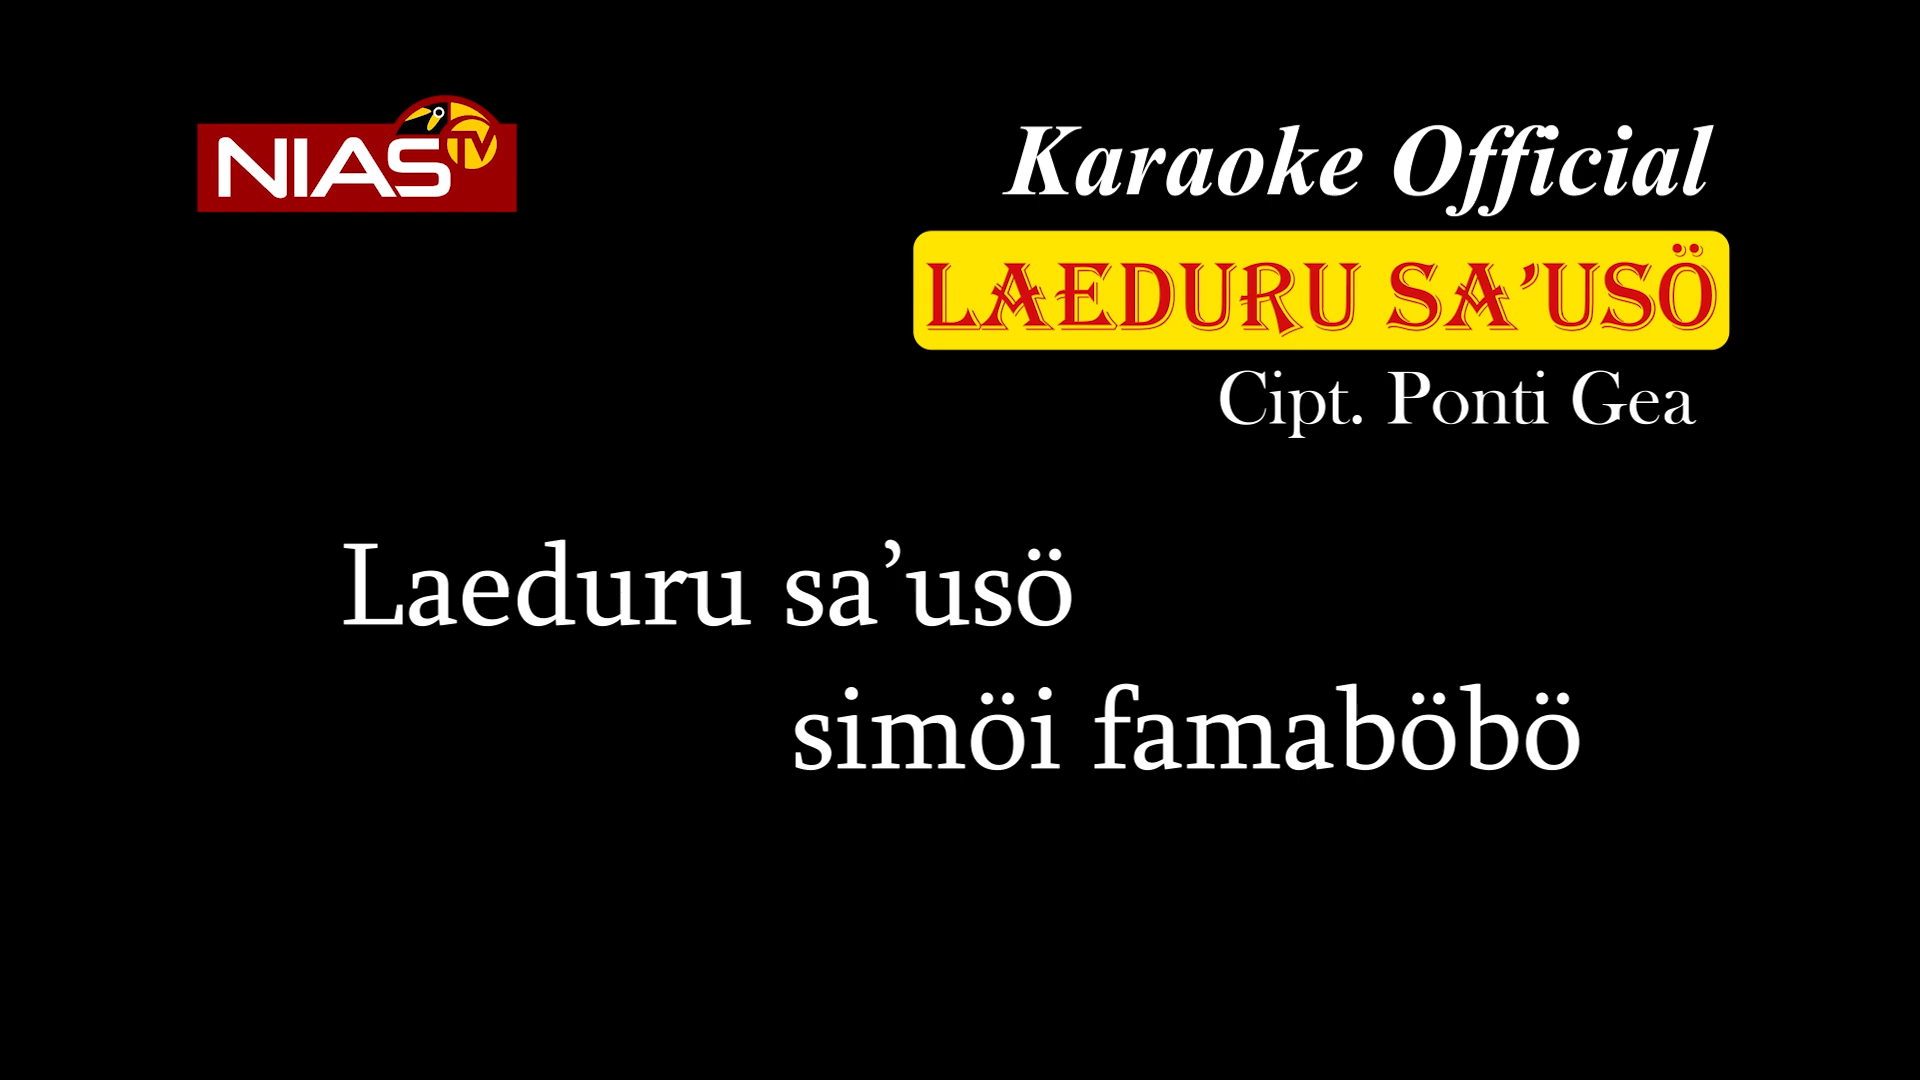 NIAS TV
Karaoke Official
LAEDURU SA’USÖ
Cipt. Ponti Gea
Laeduru sa’usö
simöi famaböbö